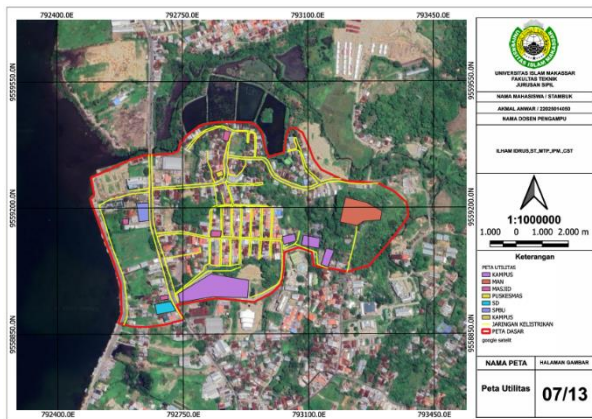 792400.0E 792750.0E 793100.0E 793450.0E
9559550.0N 9559550.0N
9559200.0N 9559200.0N
9558850.0N 9558850.0N
792400.0E 792750.0E 793100.0E 793450.0E
UNIVERSITAS ISLAM MAKASSAR
FAKULTAS TEKNIK
JURUSAN SIPIL
NAMA MAHASISWA / STAMBUK
NAMA DOSEN PENGAMPU
ILHAM IDRUS,ST.,MTP.,IPM.,CST
1:1000000
1.000 0 1.000 2.000 m
Keterangan
PETA UTILITAS
KAMPUS
MAN
MASJID
PUSKESMAS
SD
SPBU
KAMPUS
JARINGAN KELISTRIKAN
PETA DASAR
google satelit
NAMA PETA HALAMAN GAMBAR
Peta Utilitas 07/13